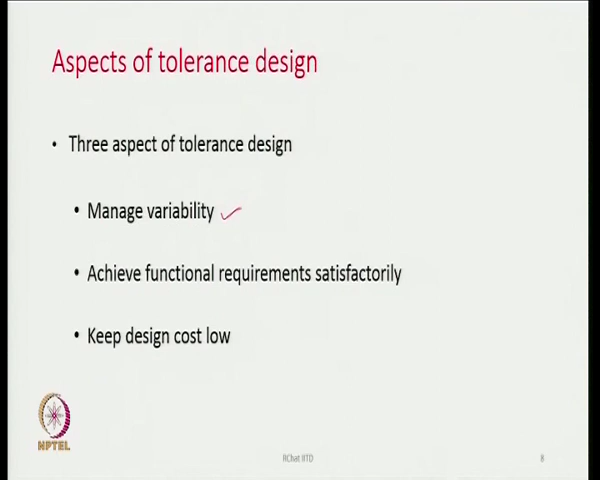 Aspects of tolerance design
• Three aspect of tolerance design
• Manage variability
• Achieve functional requirements satisfactorily
• Keep design cost low
NPTEL
RChat IITD
8